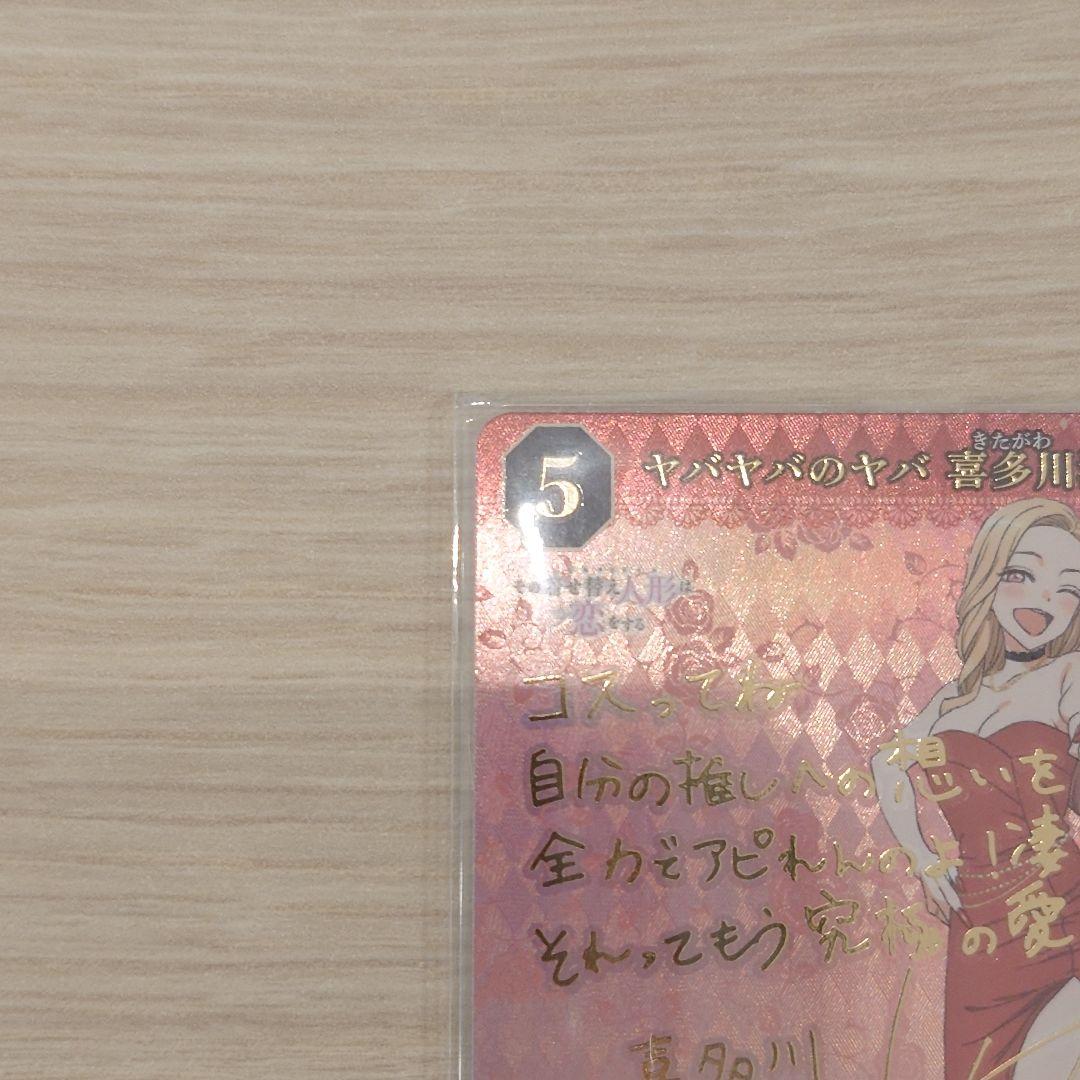 5
きたがわ
ヤバヤバのヤバ 喜多川
その着せ替え人形は
恋をする
コスってね
自分の推しへの想いを
全力でアピれんのよ!凄
それってもう究極の愛
喜多川